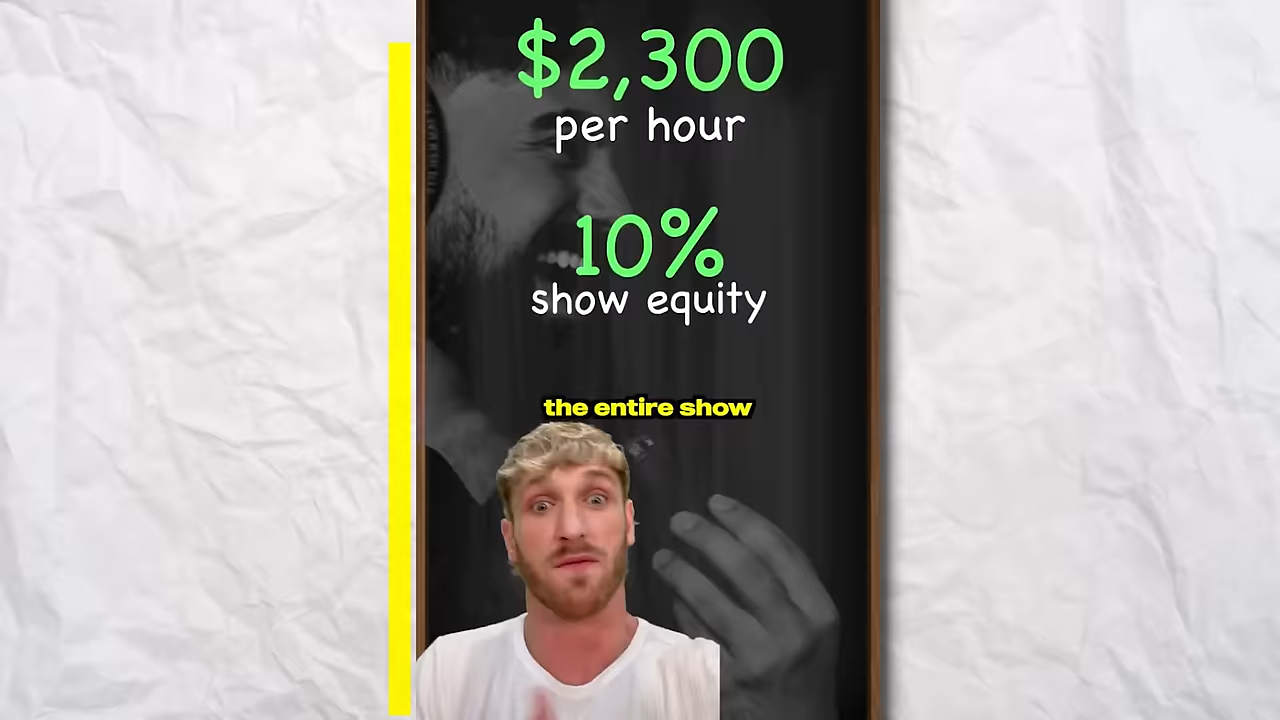 $2,300
per hour
10%
show equity
the entire show